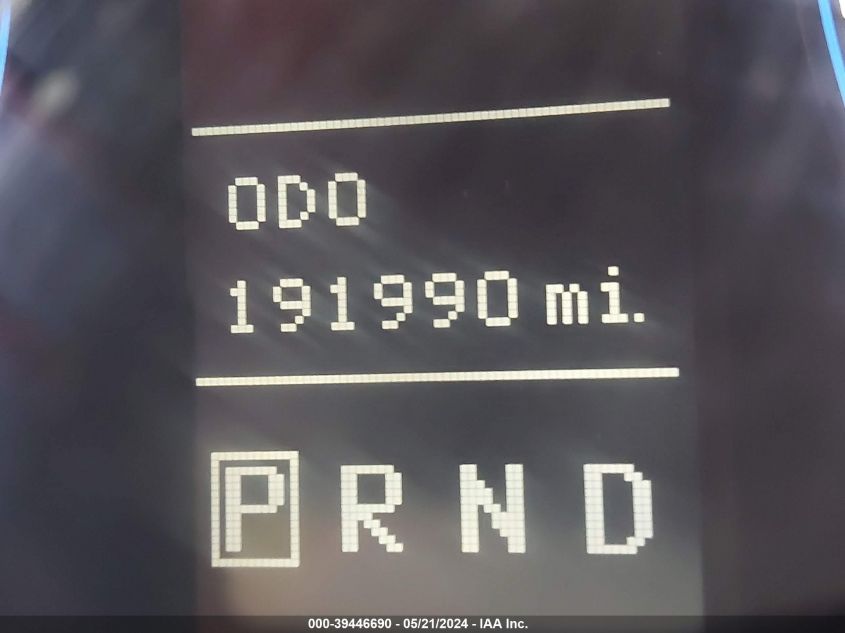 ODO
191990 mi.
P R N D
000-39446690 - 05/21/2024 - IAA Inc.